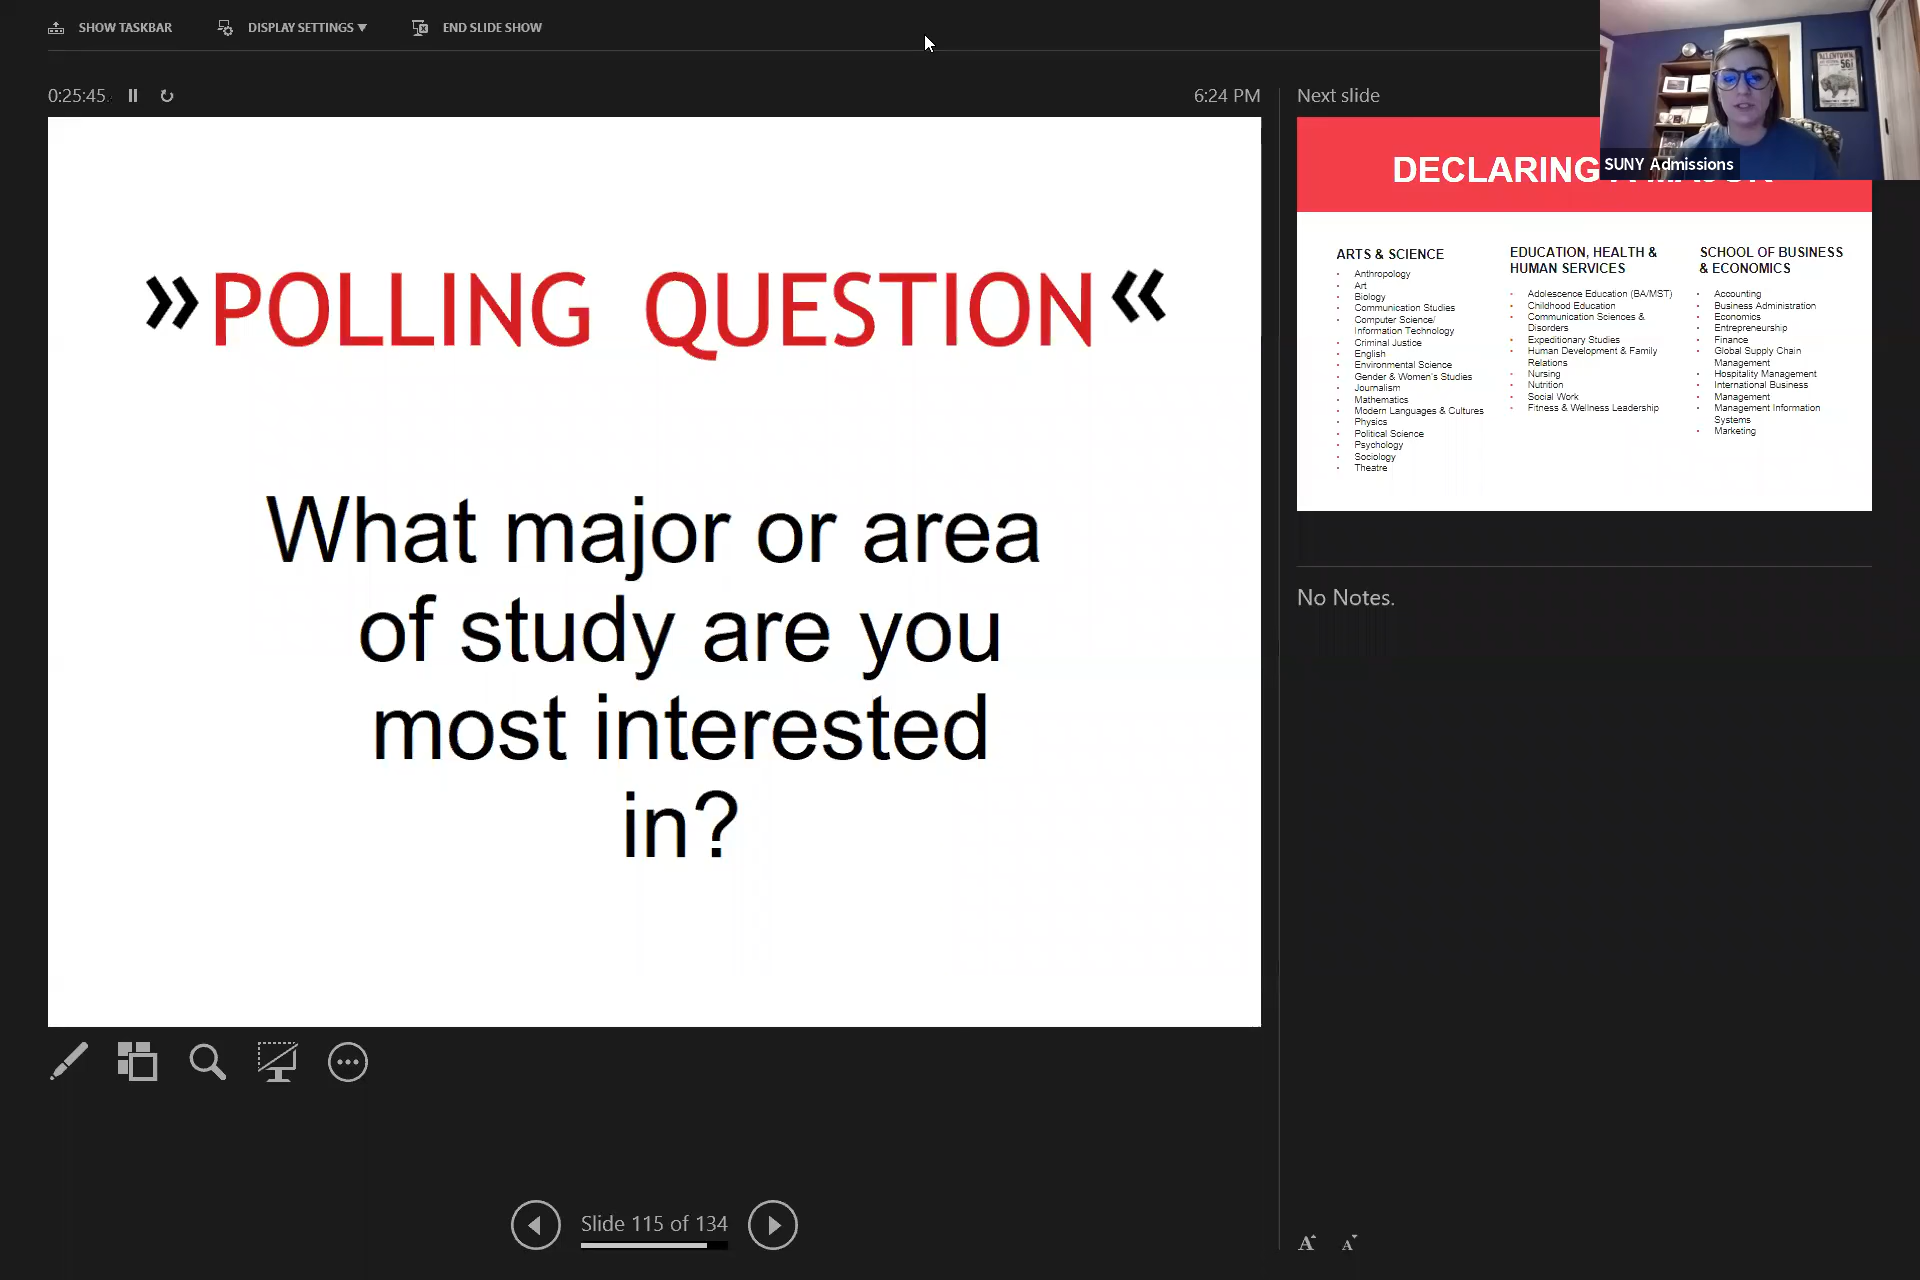 SHOW TASKBAR
DISPLAY SETTINGS ▼
END SLIDE SHOW
0:25:45
6:24 PM
»POLLING QUESTION«
What major or area
of study are you
most interested
in?
Slide 115 of 134
Next slide
DECLARING
ARTS & SCIENCE
• Anthropology
• Art
• Biology
• Communication Studies
• Computer Science/
Information Technology
• Criminal Justice
• English
• Environmental Science
• Gender & Women's Studies
• Journalism
• Mathematics
• Modern Languages & Cultures
• Physics
• Political Science
• Psychology
• Sociology
• Theatre
EDUCATION, HEALTH &
HUMAN SERVICES
• Adolescence Education (BA/MST)
• Childhood Education
• Communication Sciences &
Disorders
• Expeditionary Studies
• Human Development & Family
Relations
• Nursing
• Nutrition
• Social Work
• Fitness & Wellness Leadership
SCHOOL OF BUSINESS
& ECONOMICS
• Accounting
• Business Administration
• Economics
• Entrepreneurship
• Finance
• Global Supply Chain
Management
• Hospitality Management
• International Business
• Management
• Management Information
Systems
• Marketing
No Notes.
A A
SUNY Admissions
ALLENTOWN